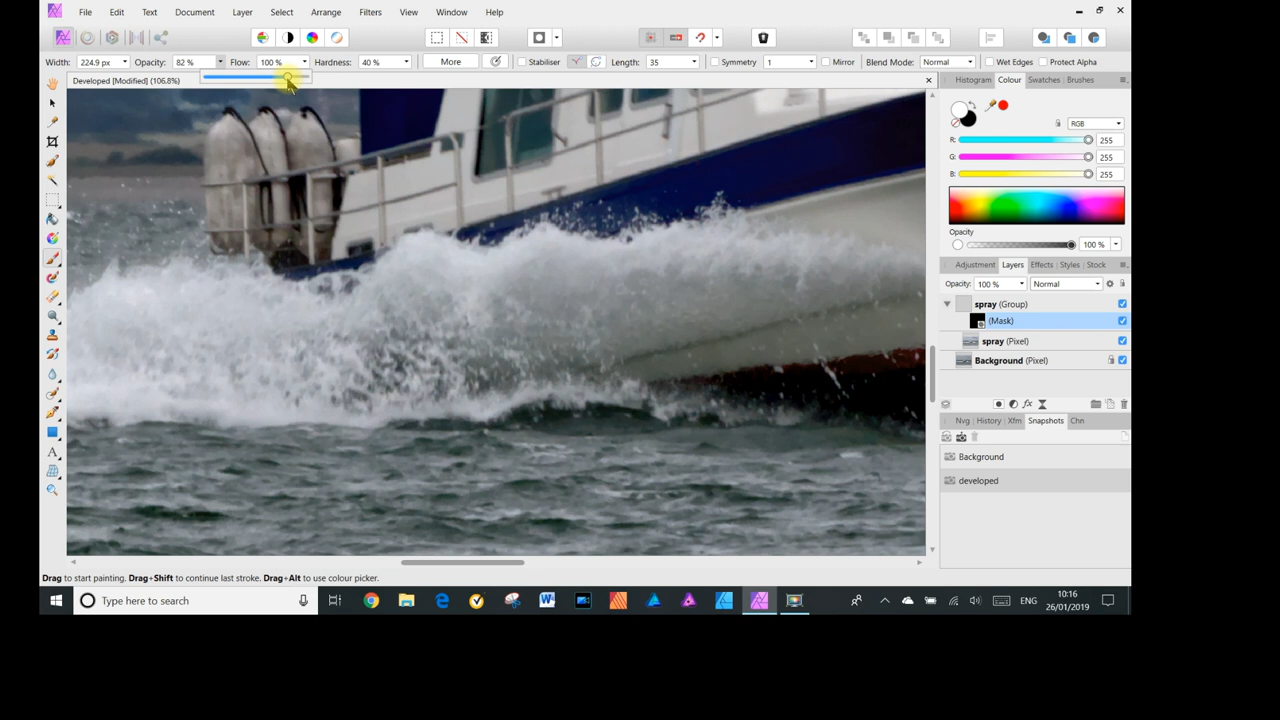 File Edit Text Document Layer Select Arrange Filters View Window Help
Width: 224.9 px Opacity: 82 % Flow: 100 % Hardness: 40 % More Stabiliser Length: 35 Symmetry 1 Mirror Blend Mode: Normal Wet Edges Protect Alpha
Developed [Modified] (106.8%)
Histogram Colour Swatches Brushes
RGB
R: 255
G: 255
B: 255
Opacity
100 %
Adjustment Layers Effects Styles Stock
Opacity: 100 % Normal
spray (Group)
(Mask)
spray (Pixel)
Background (Pixel)
Nvg History Xfm Snapshots Chn
Background
developed
Drag to start painting. Drag+Shift to continue last stroke. Drag+Alt to use colour picker.
Type here to search
ENG
10:16
26/01/2019